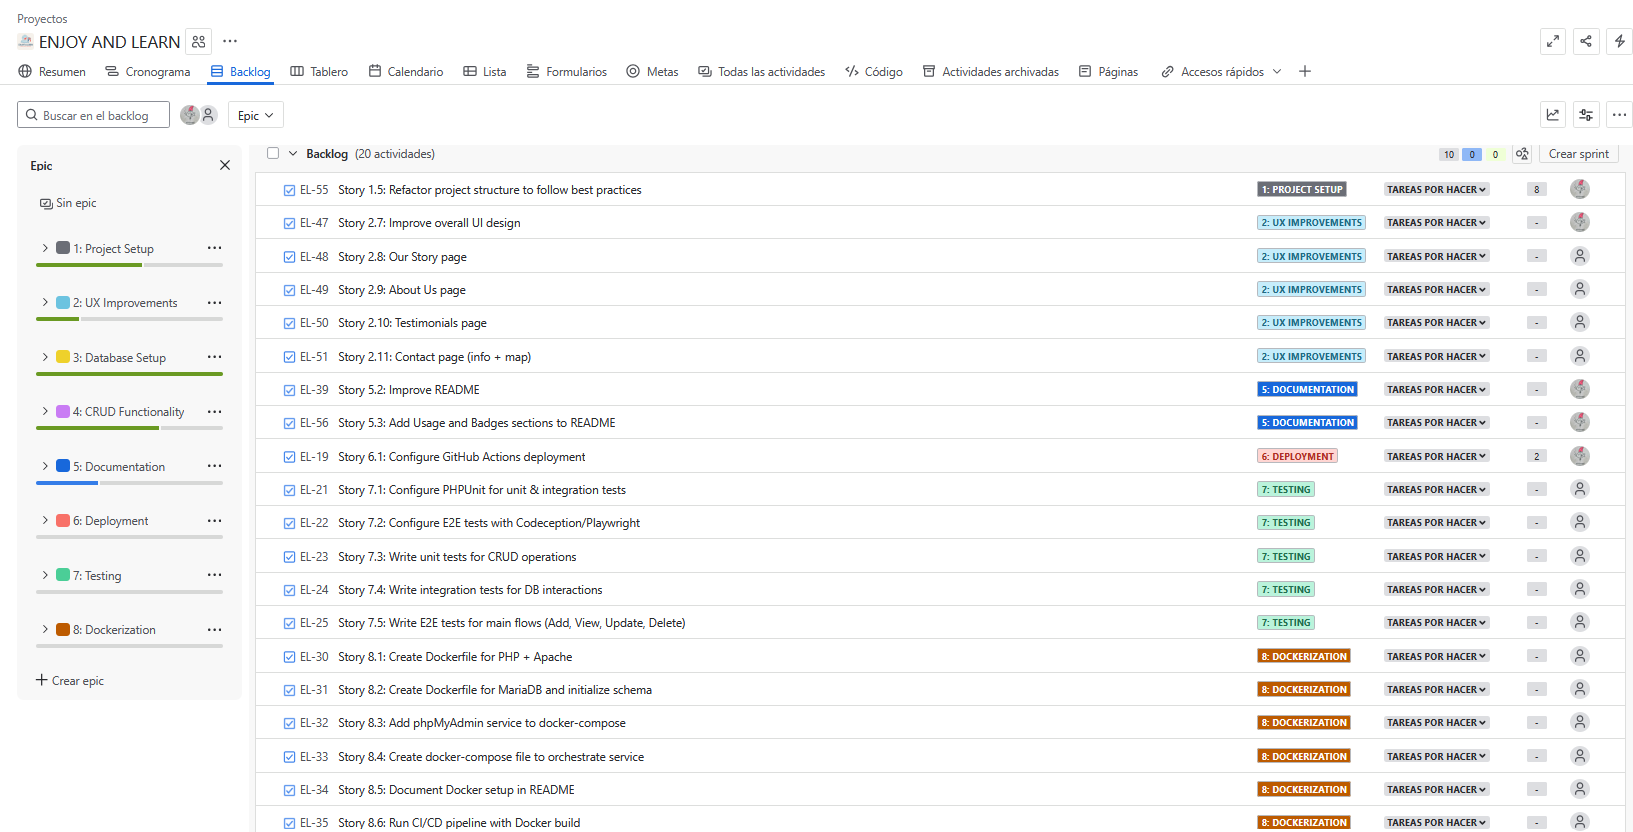 Proyectos
ENJOY AND LEARN
Resumen Cronograma Backlog Tablero Calendario Lista Formularios Metas Todas las actividades Código Actividades archivadas Páginas Accesos rápidos
Buscar en el backlog Epic
Epic
Sin epic
1: Project Setup
2: UX Improvements
3: Database Setup
4: CRUD Functionality
5: Documentation
6: Deployment
7: Testing
8: Dockerization
Crear epic
Backlog (20 actividades) 10 0 0 Crear sprint
EL-55 Story 1.5: Refactor project structure to follow best practices 1: PROJECT SETUP TAREAS POR HACER 8
EL-47 Story 2.7: Improve overall UI design 2: UX IMPROVEMENTS TAREAS POR HACER -
EL-48 Story 2.8: Our Story page 2: UX IMPROVEMENTS TAREAS POR HACER -
EL-49 Story 2.9: About Us page 2: UX IMPROVEMENTS TAREAS POR HACER -
EL-50 Story 2.10: Testimonials page 2: UX IMPROVEMENTS TAREAS POR HACER -
EL-51 Story 2.11: Contact page (info + map) 2: UX IMPROVEMENTS TAREAS POR HACER -
EL-39 Story 5.2: Improve README 5: DOCUMENTATION TAREAS POR HACER -
EL-56 Story 5.3: Add Usage and Badges sections to README 5: DOCUMENTATION TAREAS POR HACER -
EL-19 Story 6.1: Configure GitHub Actions deployment 6: DEPLOYMENT TAREAS POR HACER 2
EL-21 Story 7.1: Configure PHPUnit for unit & integration tests 7: TESTING TAREAS POR HACER -
EL-22 Story 7.2: Configure E2E tests with Codeception/Playwright 7: TESTING TAREAS POR HACER -
EL-23 Story 7.3: Write unit tests for CRUD operations 7: TESTING TAREAS POR HACER -
EL-24 Story 7.4: Write integration tests for DB interactions 7: TESTING TAREAS POR HACER -
EL-25 Story 7.5: Write E2E tests for main flows (Add, View, Update, Delete) 7: TESTING TAREAS POR HACER -
EL-30 Story 8.1: Create Dockerfile for PHP + Apache 8: DOCKERIZATION TAREAS POR HACER -
EL-31 Story 8.2: Create Dockerfile for MariaDB and initialize schema 8: DOCKERIZATION TAREAS POR HACER -
EL-32 Story 8.3: Add phpMyAdmin service to docker-compose 8: DOCKERIZATION TAREAS POR HACER -
EL-33 Story 8.4: Create docker-compose file to orchestrate service 8: DOCKERIZATION TAREAS POR HACER -
EL-34 Story 8.5: Document Docker setup in README 8: DOCKERIZATION TAREAS POR HACER -
EL-35 Story 8.6: Run CI/CD pipeline with Docker build 8: DOCKERIZATION TAREAS POR HACER -